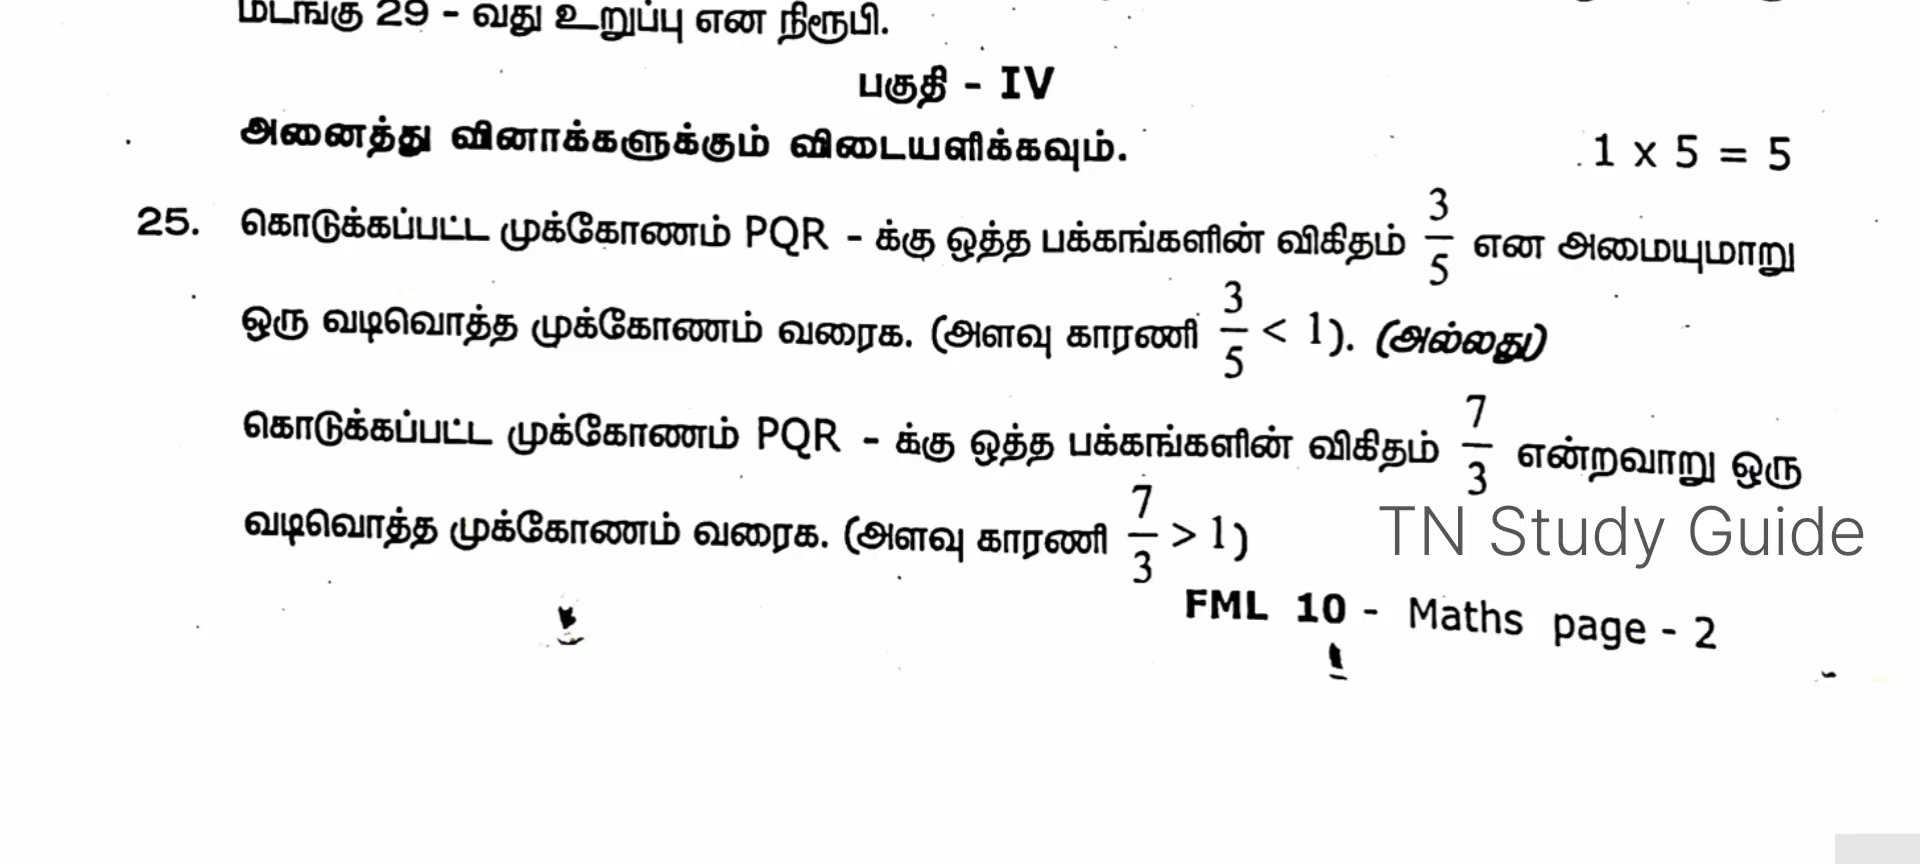 மடங்கு 29 - வது உறுப்பு என நிரூபி.
பகுதி - IV
அனைத்து வினாக்களுக்கும் விடையளிக்கவும். 1 x 5 = 5
25. கொடுக்கப்பட்ட முக்கோணம் PQR - க்கு ஒத்த பக்கங்களின் விகிதம் 3/5 என அமையுமாறு
ஒரு வடிவொத்த முக்கோணம் வரைக. (அளவு காரணி 3/5 < 1). (அல்லது)
கொடுக்கப்பட்ட முக்கோணம் PQR - க்கு ஒத்த பக்கங்களின் விகிதம் 7/3 என்றவாறு ஒரு
வடிவொத்த முக்கோணம் வரைக. (அளவு காரணி 7/3 > 1)
TN Study Guide
FML 10 - Maths page - 2